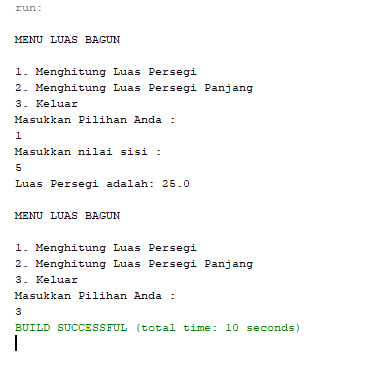 run:
MENU LUAS BAGUN
1. Menghitung Luas Persegi
2. Menghitung Luas Persegi Panjang
3. Keluar
Masukkan Pilihan Anda :
1
Masukkan nilai sisi :
5
Luas Persegi adalah: 25.0
MENU LUAS BAGUN
1. Menghitung Luas Persegi
2. Menghitung Luas Persegi Panjang
3. Keluar
Masukkan Pilihan Anda :
3
BUILD SUCCESSFUL (total time: 10 seconds)